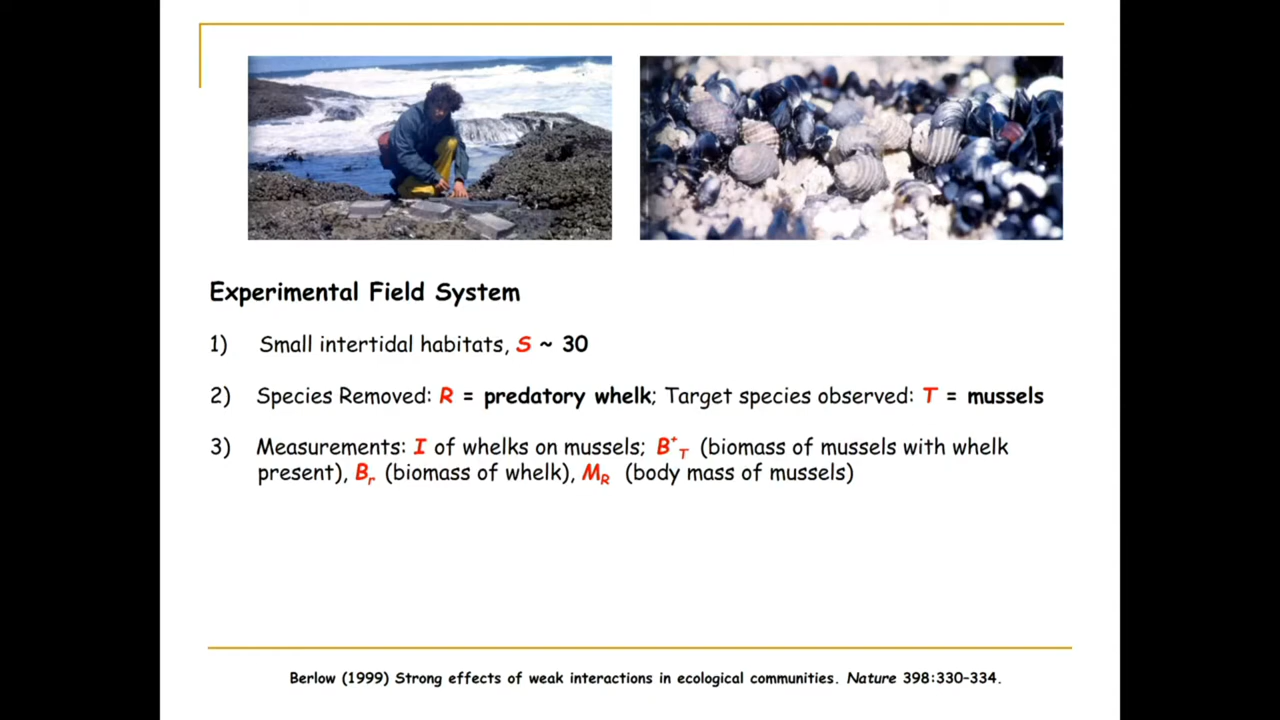 Experimental Field System
1) Small intertidal habitats, S ~ 30
2) Species Removed: R = predatory whelk; Target species observed: T = mussels
3) Measurements: I of whelks on mussels; B⁺T (biomass of mussels with whelk
present), Br (biomass of whelk), MR (body mass of mussels)
Berlow (1999) Strong effects of weak interactions in ecological communities. Nature 398:330-334.